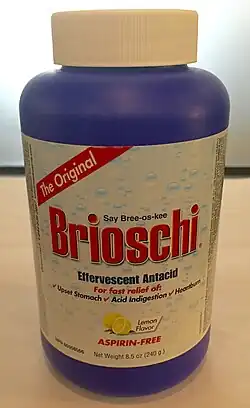 The Original
Say Bree-os-kee
Brioschi®
Effervescent Antacid
For fast relief of:
✓ Upset Stomach ✓ Acid Indigestion ✓ Heartburn
Lemon
Flavor
ASPIRIN-FREE
Net Weight 8.5 oz (240 g)